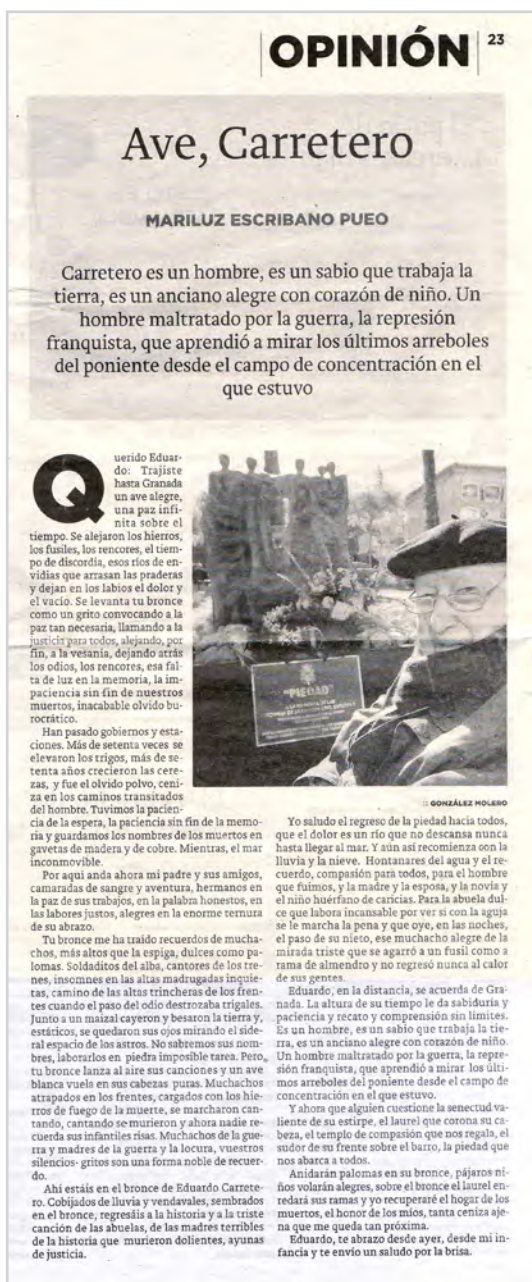 OPINIÓN
23
Ave, Carretero
MARILUZ ESCRIBANO PUEO
Carretero es un hombre, es un sabio que trabaja la
tierra, es un anciano alegre con corazón de niño. Un
hombre maltratado por la guerra, la represión
franquista, que aprendió a mirar los últimos arreboles
del poniente desde el campo de concentración en el
que estuvo
Querido Eduar-
do: Trajiste
hasta Granada
un ave alegre,
una paz infi-
nita sobre el
tiempo. Se alejaron los hierros,
los fusiles, los rencores, el tiem-
po de discordia, esos ríos de en-
vidias que arrasan las praderas
y dejan en los labios el dolor y
el vacío. Se levanta tu bronce
como un grito convocando a la
paz tan necesaria, llamando a la
justicia para todos, alejando, por
fin, a la vesania, dejando atrás
los odios, los rencores, esa fal-
ta de luz en la memoria, la im-
paciencia sin fin de nuestros
muertos, inacabable olvido bu-
rocrático.
Han pasado gobiernos y esta-
ciones. Más de setenta veces se
elevaron los trigos, más de se-
tenta años crecieron las cere-
zas, y fue el olvido polvo, ceni-
za en los caminos transitados
del hombre. Tuvimos la pacien-
cia de la espera, la paciencia sin fin de la memo-
ria y guardamos los nombres de los muertos en
gavetas de madera y de cobre. Mientras, el mar
inconmovible.
Por aquí anda ahora mi padre y sus amigos,
camaradas de sangre y aventura, hermanos en
la paz de sus trabajos, en la palabra honestos, en
las labores justos, alegres en la enorme ternura
de su abrazo.
Tu bronce me ha traído recuerdos de mucha-
chos, más altos que la espiga, dulces como pa-
lomas. Soldaditos del alba, cantores de los tre-
nes, insomnes en las altas madrugadas inquie-
tas, camino de las altas trincheras de los fren-
tes cuando el paso del odio destrozaba trigales.
Junto a un maizal cayeron y besaron la tierra y,
estáticos, se quedaron sus ojos mirando el side-
ral espacio de los astros. No sabremos sus nom-
bres, laborarlos en piedra imposible tarea. Pero,
tu bronce lanza al aire sus canciones y un ave
blanca vuela en sus cabezas puras. Muchachos
atrapados en los frentes, cargados con los hie-
rros de fuego de la muerte, se marcharon can-
tando, cantando se murieron y ahora nadie re-
cuerda sus infantiles risas. Muchachos de la gue-
rra y madres de la guerra y la locura, vuestros
silencios- gritos son una forma noble de recuer-
do.
Ahí estáis en el bronce de Eduardo Carrete-
ro. Cobijados de lluvia y vendavales, sembrados
en el bronce, regresáis a la historia y a la triste
canción de las abuelas, de las madres terribles
de la historia que murieron dolientes, ayunas
de justicia.
"PIEDAD"
:: GONZÁLEZ MOLERO
Yo saludo el regreso de la piedad hacia todos,
que el dolor es un río que no descansa nunca
hasta llegar al mar. Y aún así recomienza con la
lluvia y la nieve. Hontanares del agua y el re-
cuerdo, compasión para todos, para el hombre
que fuimos, y la madre y la esposa, y la novia y
el niño huérfano de caricias. Para la abuela dul-
ce que labora incansable por ver si con la aguja
se le marcha la pena y que oye, en las noches,
el paso de su nieto, ese muchacho alegre de la
mirada triste que se agarró a un fusil como a
rama de almendro y no regresó nunca al calor
de sus gentes.
Eduardo, en la distancia, se acuerda de Gra-
nada. La altura de su tiempo le da sabiduría y
paciencia y recato y comprensión sin límites.
Es un hombre, es un sabio que trabaja la tie-
rra, es un anciano alegre con corazón de niño.
Un hombre maltratado por la guerra, la repre-
sión franquista, que aprendió a mirar los últi-
mos arreboles del poniente desde el campo de
concentración en el que estuvo.
Y ahora que alguien cuestione la senectud va-
liente de su estirpe, el laurel que corona su ca-
beza, el templo de compasión que nos regala, el
sudor de su frente sobre el barro, la piedad que
nos abarca a todos.
Anidarán palomas en su bronce, pájaros ni-
ños volarán alegres, sobre el bronce el laurel en-
redará sus ramas y yo recuperaré el hogar de los
muertos, el honor de los míos, tanta ceniza aje-
na que me queda tan próxima.
Eduardo, te abrazo desde ayer, desde mi in-
fancia y te envío un saludo por la brisa.